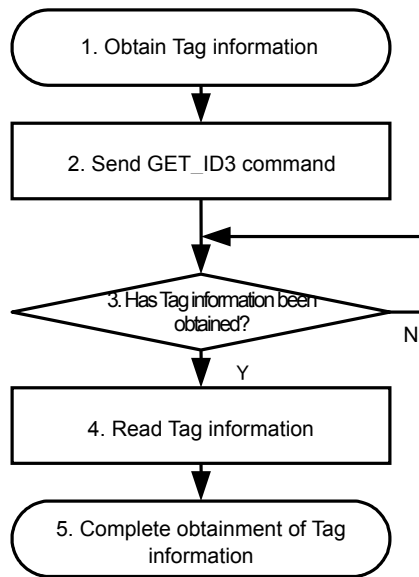 1. Obtain Tag information
2. Send GET_ID3 command
3. Has Tag information been
obtained?
N
Y
4. Read Tag information
5. Complete obtainment of Tag
information